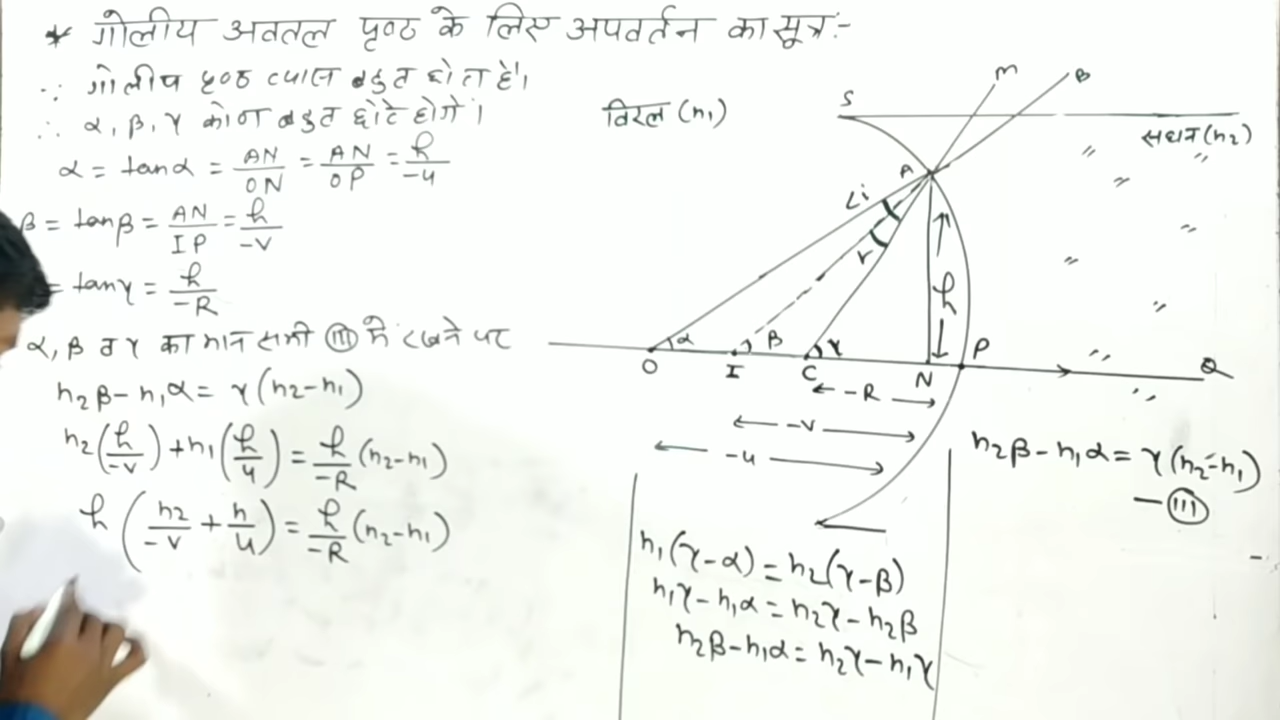 * गोलीय अवतल पृष्ठ के लिए अपवर्तन का सूत्र:-
∵ गोलीय पृष्ठ व्यास बहुत छोटा है।
∴ α, β, γ कोण बहुत छोटे होगे।
α = tanα = AN/ON = AN/OP = h/-u
β = tanβ = AN/IP = h/-v
= tanγ = h/-R
α, β व γ का मान समी (III) मे रखने पर
n₂β - n₁α = γ(n₂-n₁)
n₂(h/-v) + n₁(h/u) = h/-R (n₂-n₁)
h (n₂/-v + n/u) = h/-R (n₂-n₁)
विरल (n₁)
S
M
B
सघन (n₂)
A
∠i
r
h
α
β
γ
O
I
C
N
P
Q
-R
-v
-u
n₂β - n₁α = γ(n₂-n₁)
— (III)
n₁(γ-α) = n₂(γ-β)
n₁γ - n₁α = n₂γ - n₂β
n₂β - n₁α = n₂γ - n₁γ